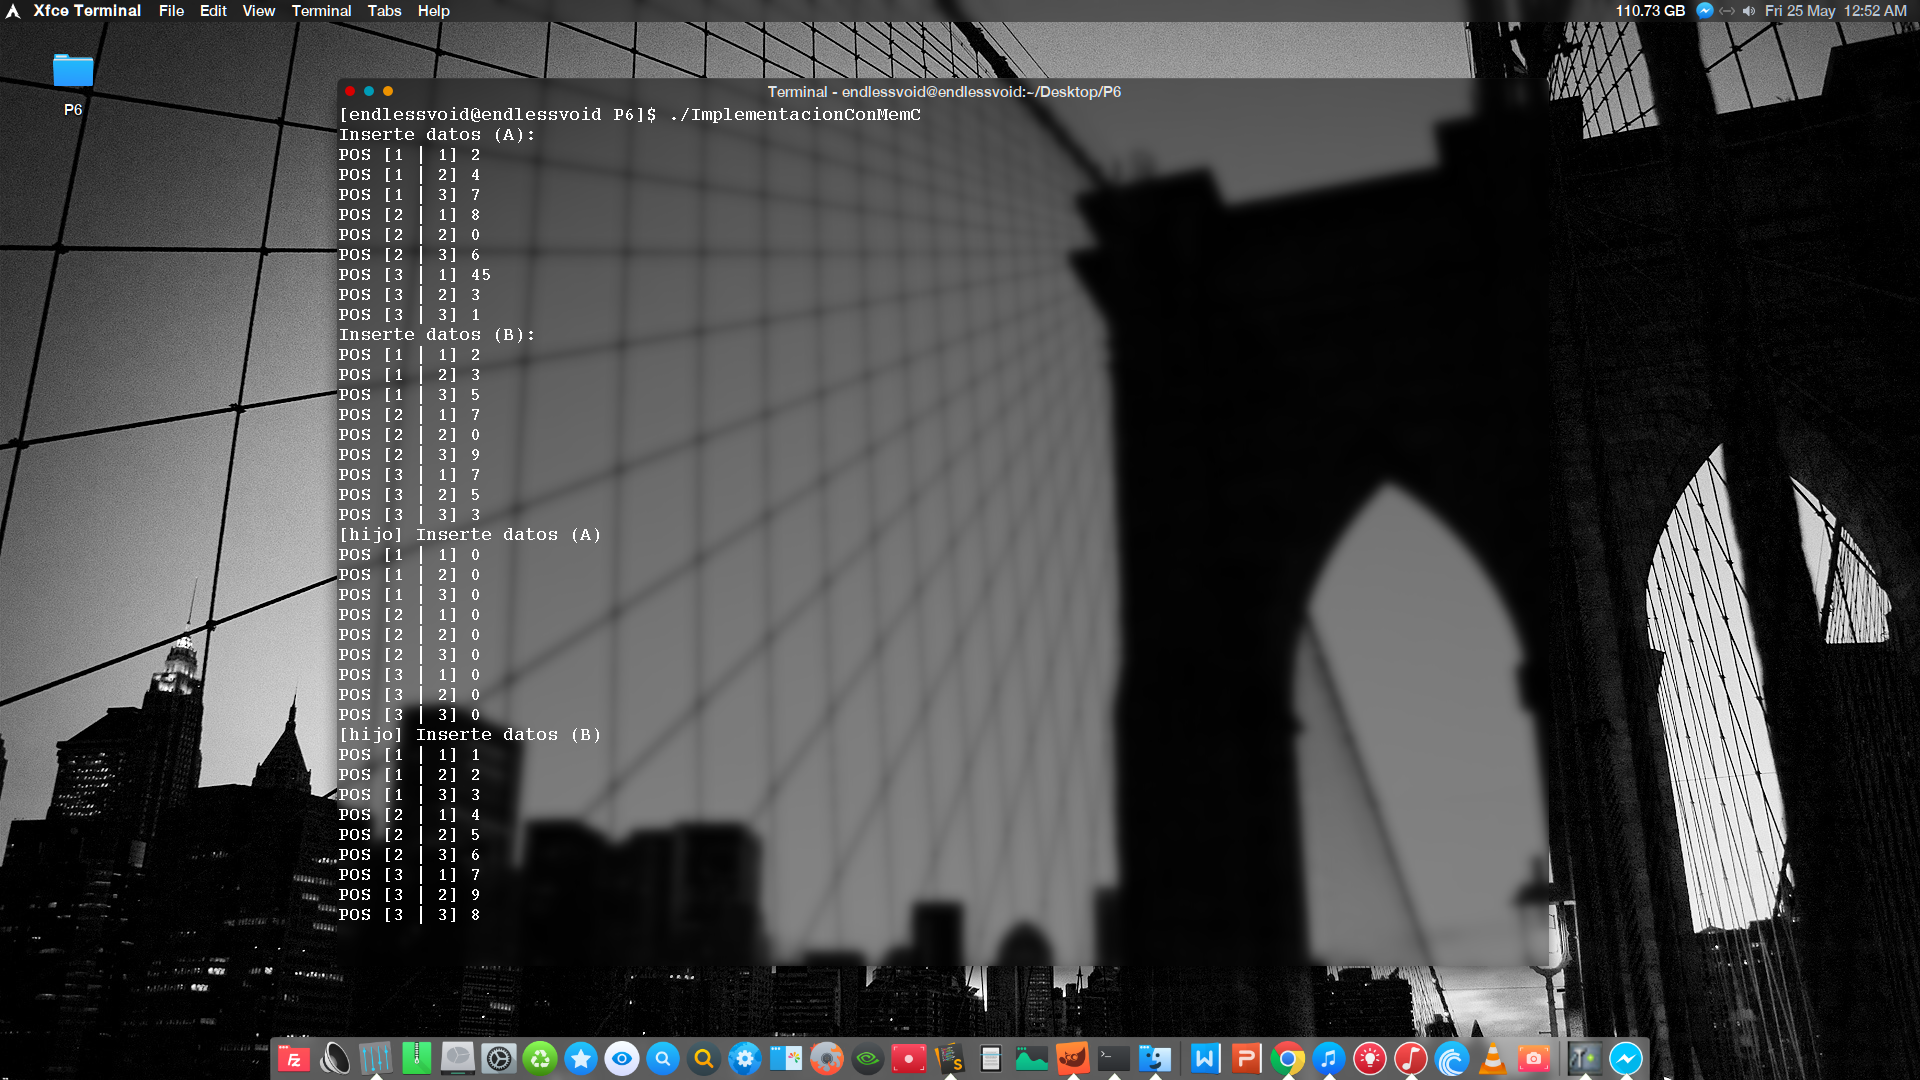 Xfce Terminal File Edit View Terminal Tabs Help 110.73 GB Fri 25 May 12:52 AM
P6
Terminal - endlessvoid@endlessvoid:~/Desktop/P6
[endlessvoid@endlessvoid P6]$ ./ImplementacionConMemC
Inserte datos (A):
POS [1 | 1] 2
POS [1 | 2] 4
POS [1 | 3] 7
POS [2 | 1] 8
POS [2 | 2] 0
POS [2 | 3] 6
POS [3 | 1] 45
POS [3 | 2] 3
POS [3 | 3] 1
Inserte datos (B):
POS [1 | 1] 2
POS [1 | 2] 3
POS [1 | 3] 5
POS [2 | 1] 7
POS [2 | 2] 0
POS [2 | 3] 9
POS [3 | 1] 7
POS [3 | 2] 5
POS [3 | 3] 3
[hijo] Inserte datos (A)
POS [1 | 1] 0
POS [1 | 2] 0
POS [1 | 3] 0
POS [2 | 1] 0
POS [2 | 2] 0
POS [2 | 3] 0
POS [3 | 1] 0
POS [3 | 2] 0
POS [3 | 3] 0
[hijo] Inserte datos (B)
POS [1 | 1] 1
POS [1 | 2] 2
POS [1 | 3] 3
POS [2 | 1] 4
POS [2 | 2] 5
POS [2 | 3] 6
POS [3 | 1] 7
POS [3 | 2] 9
POS [3 | 3] 8